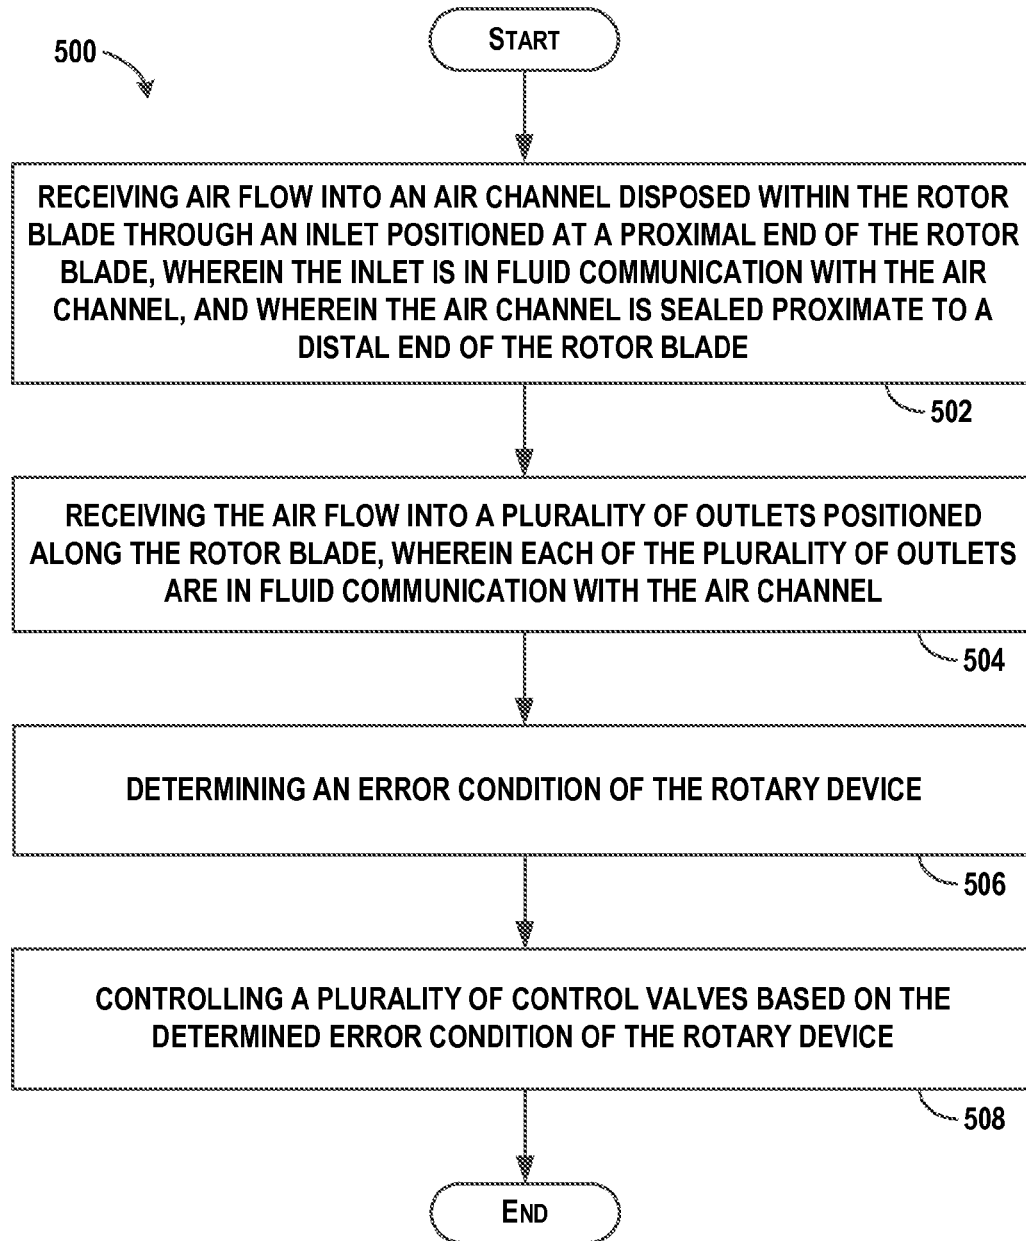 500
START
RECEIVING AIR FLOW INTO AN AIR CHANNEL DISPOSED WITHIN THE ROTOR
BLADE THROUGH AN INLET POSITIONED AT A PROXIMAL END OF THE ROTOR
BLADE, WHEREIN THE INLET IS IN FLUID COMMUNICATION WITH THE AIR
CHANNEL, AND WHEREIN THE AIR CHANNEL IS SEALED PROXIMATE TO A
DISTAL END OF THE ROTOR BLADE
502
RECEIVING THE AIR FLOW INTO A PLURALITY OF OUTLETS POSITIONED
ALONG THE ROTOR BLADE, WHEREIN EACH OF THE PLURALITY OF OUTLETS
ARE IN FLUID COMMUNICATION WITH THE AIR CHANNEL
504
DETERMINING AN ERROR CONDITION OF THE ROTARY DEVICE
506
CONTROLLING A PLURALITY OF CONTROL VALVES BASED ON THE
DETERMINED ERROR CONDITION OF THE ROTARY DEVICE
508
END